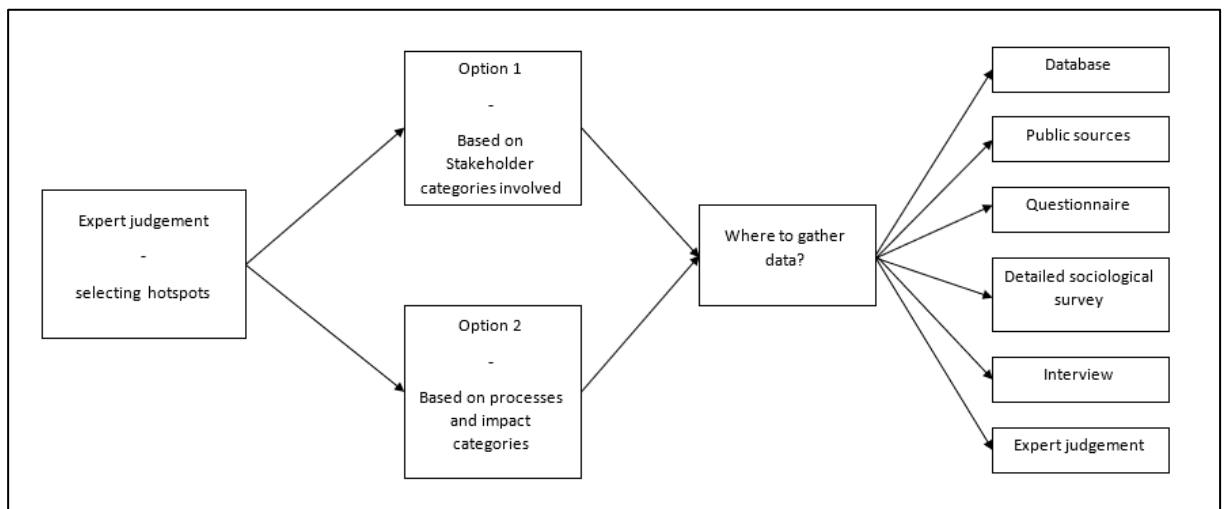 Expert judgement
-
selecting hotspots
Option 1
-
Based on
Stakeholder
categories involved
Option 2
-
Based on processes
and impact
categories
Where to gather
data?
Database
Public sources
Questionnaire
Detailed sociological
survey
Interview
Expert judgement